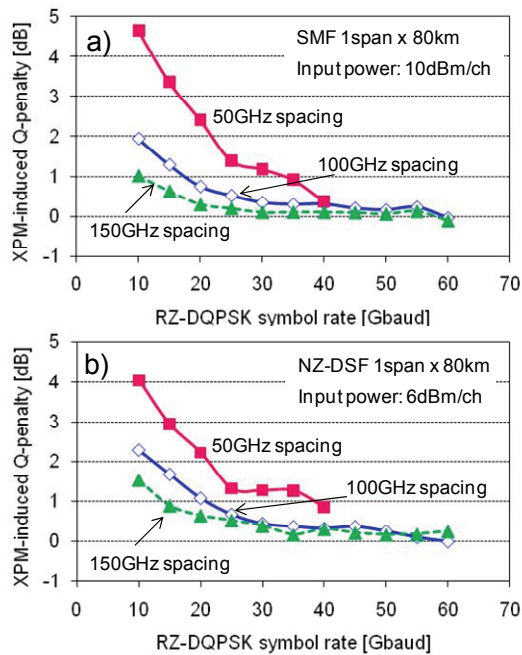 a)
SMF 1span x 80km
Input power: 10dBm/ch
50GHz spacing
100GHz spacing
150GHz spacing
XPM-induced Q-penalty [dB]
5
4
3
2
1
0
-1
0 10 20 30 40 50 60 70
RZ-DQPSK symbol rate [Gbaud]
b)
NZ-DSF 1span x 80km
Input power: 6dBm/ch
50GHz spacing
100GHz spacing
150GHz spacing
XPM-induced Q-penalty [dB]
5
4
3
2
1
0
-1
0 10 20 30 40 50 60 70
RZ-DQPSK symbol rate [Gbaud]